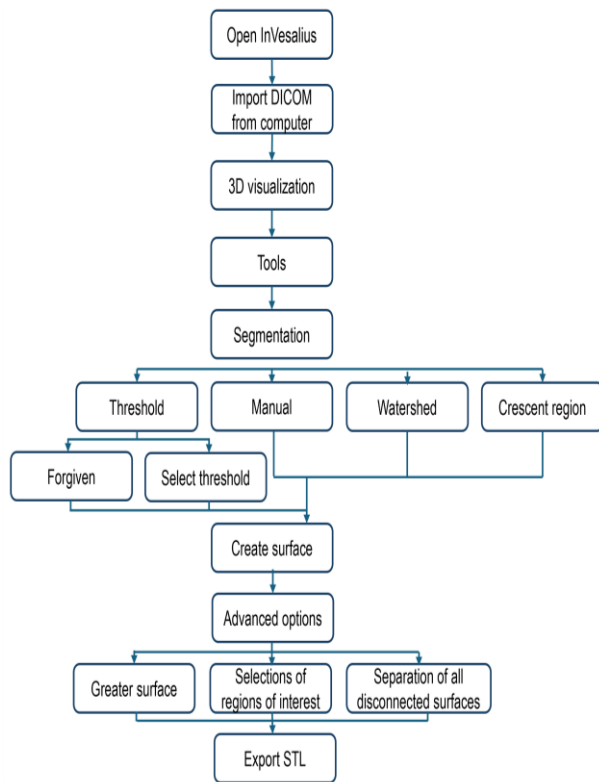 Open InVesalius
Import DICOM
from computer
3D visualization
Tools
Segmentation
Threshold
Manual
Watershed
Crescent region
Forgiven
Select threshold
Create surface
Advanced options
Greater surface
Selections of
regions of interest
Separation of all
disconnected surfaces
Export STL